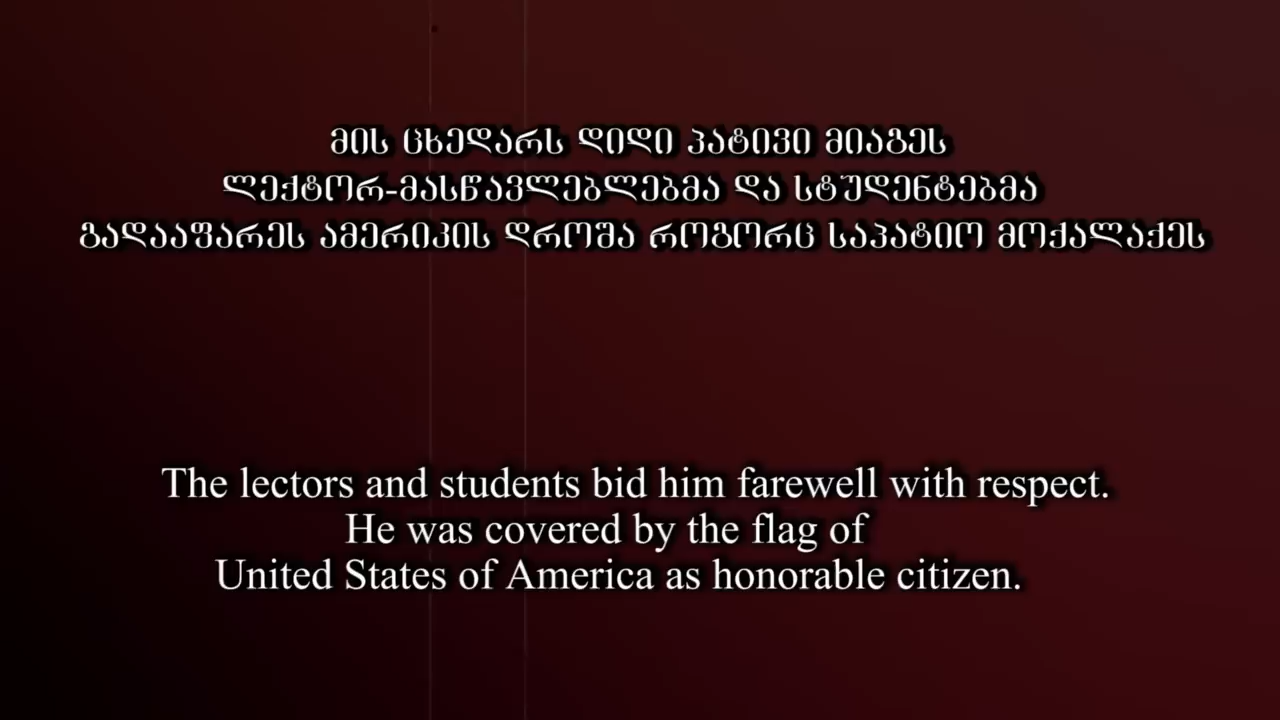 მის ცხედარს დიდი პატივი მიაგეს
ლექტორ-მასწავლებლებმა და სტუდენტებმა
გადააფარეს ამერიკის დროშა როგორც საპატიო მოქალაქეს
The lectors and students bid him farewell with respect.
He was covered by the flag of
United States of America as honorable citizen.